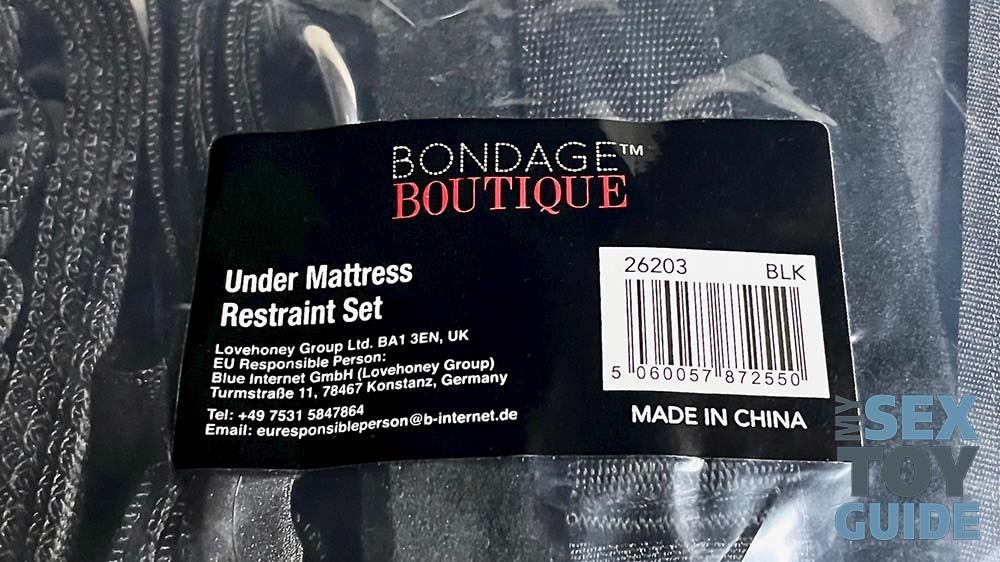 BONDAGE™
BOUTIQUE
Under Mattress
Restraint Set
Lovehoney Group Ltd. BA1 3EN, UK
EU Responsible Person:
Blue Internet GmbH (Lovehoney Group)
Turmstraße 11, 78467 Konstanz, Germany
Tel: +49 7531 5847864
Email: euresponsibleperson@b-internet.de
26203 BLK
5 060057 872550
MADE IN CHINA
MY SEX
TOY
GUIDE